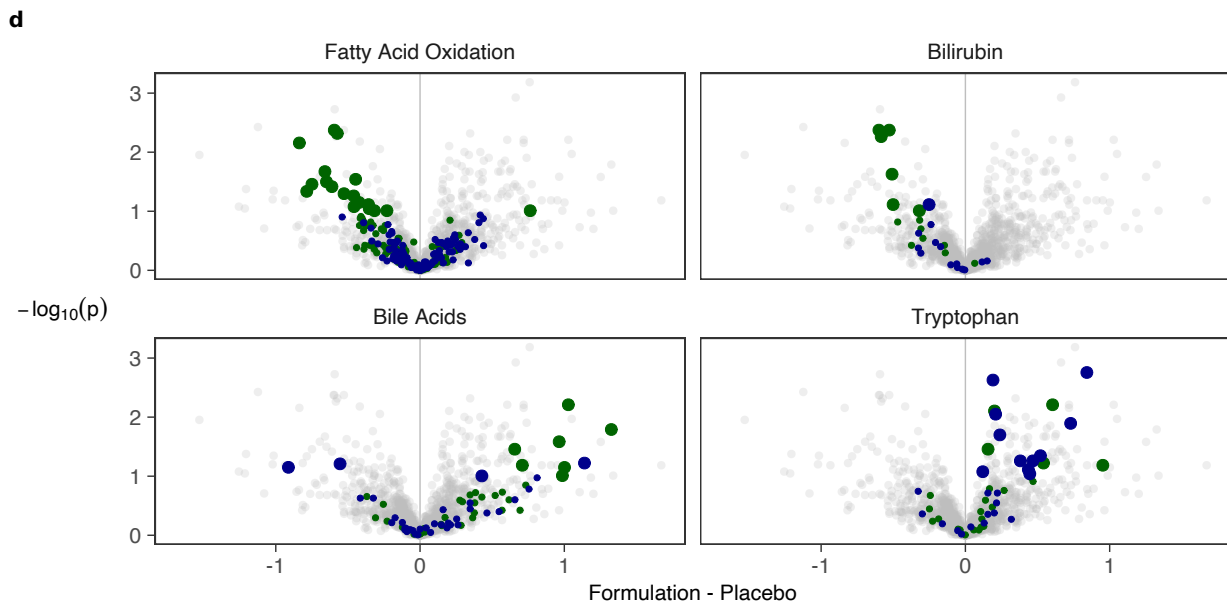 d
Fatty Acid Oxidation
Bilirubin
3
2
1
0
−log10(p)
Bile Acids
Tryptophan
3
2
1
0
-1
0
1
-1
0
1
Formulation - Placebo